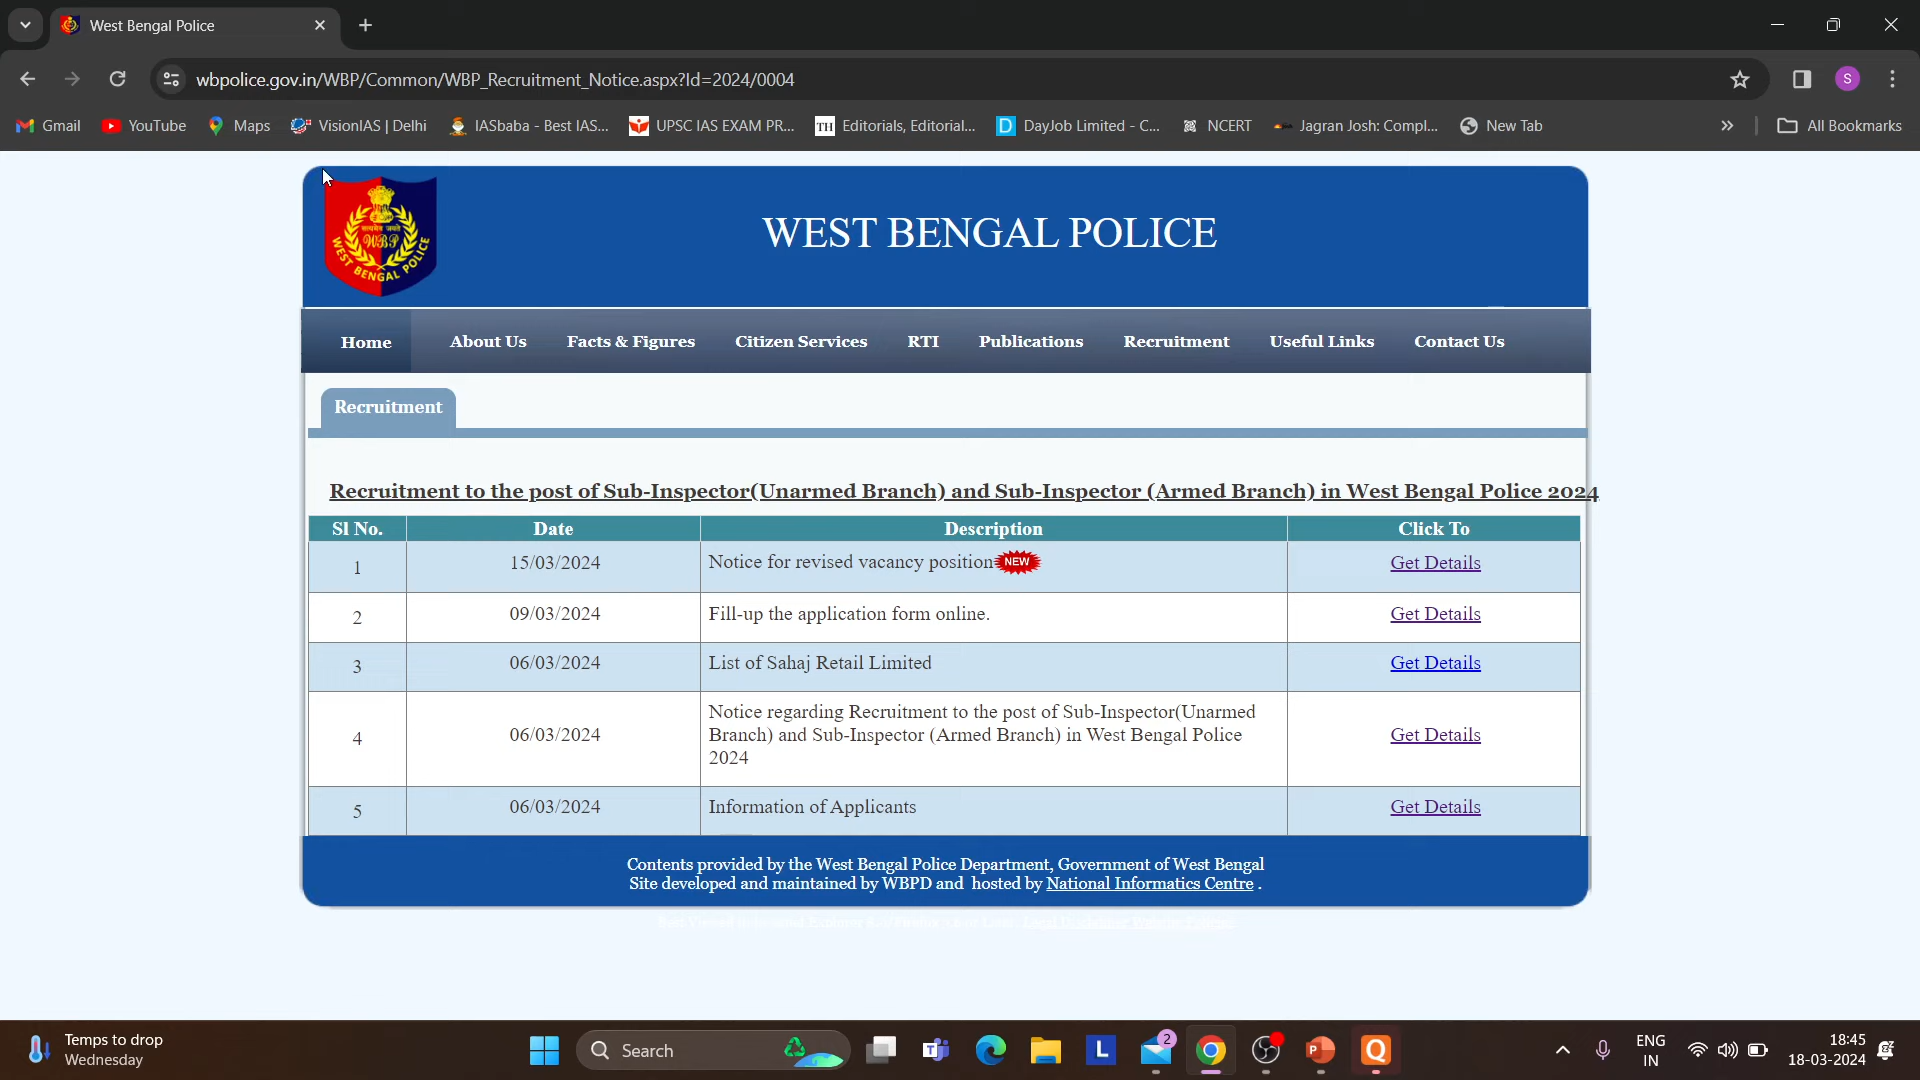 West Bengal Police
wbpolice.gov.in/WBP/Common/WBP_Recruitment_Notice.aspx?Id=2024/0004
S
Gmail YouTube Maps VisionIAS | Delhi IASbaba - Best IAS... UPSC IAS EXAM PR... TH Editorials, Editorial... D DayJob Limited - C... NCERT Jagran Josh: Compl... New Tab All Bookmarks
सत्यमेव जयते
WBP
WEST BENGAL POLICE
WEST BENGAL POLICE
Home About Us Facts & Figures Citizen Services RTI Publications Recruitment Useful Links Contact Us
Recruitment
Recruitment to the post of Sub-Inspector(Unarmed Branch) and Sub-Inspector (Armed Branch) in West Bengal Police 2024
Sl No. Date Description Click To
1 15/03/2024 Notice for revised vacancy position NEW Get Details
2 09/03/2024 Fill-up the application form online. Get Details
3 06/03/2024 List of Sahaj Retail Limited Get Details
4 06/03/2024 Notice regarding Recruitment to the post of Sub-Inspector(Unarmed
Branch) and Sub-Inspector (Armed Branch) in West Bengal Police
2024 Get Details
5 06/03/2024 Information of Applicants Get Details
Contents provided by the West Bengal Police Department, Government of West Bengal
Site developed and maintained by WBPD and hosted by National Informatics Centre .
Temps to drop
Wednesday
Search
L
2
P
Q
ENG
IN
18:45
18-03-2024